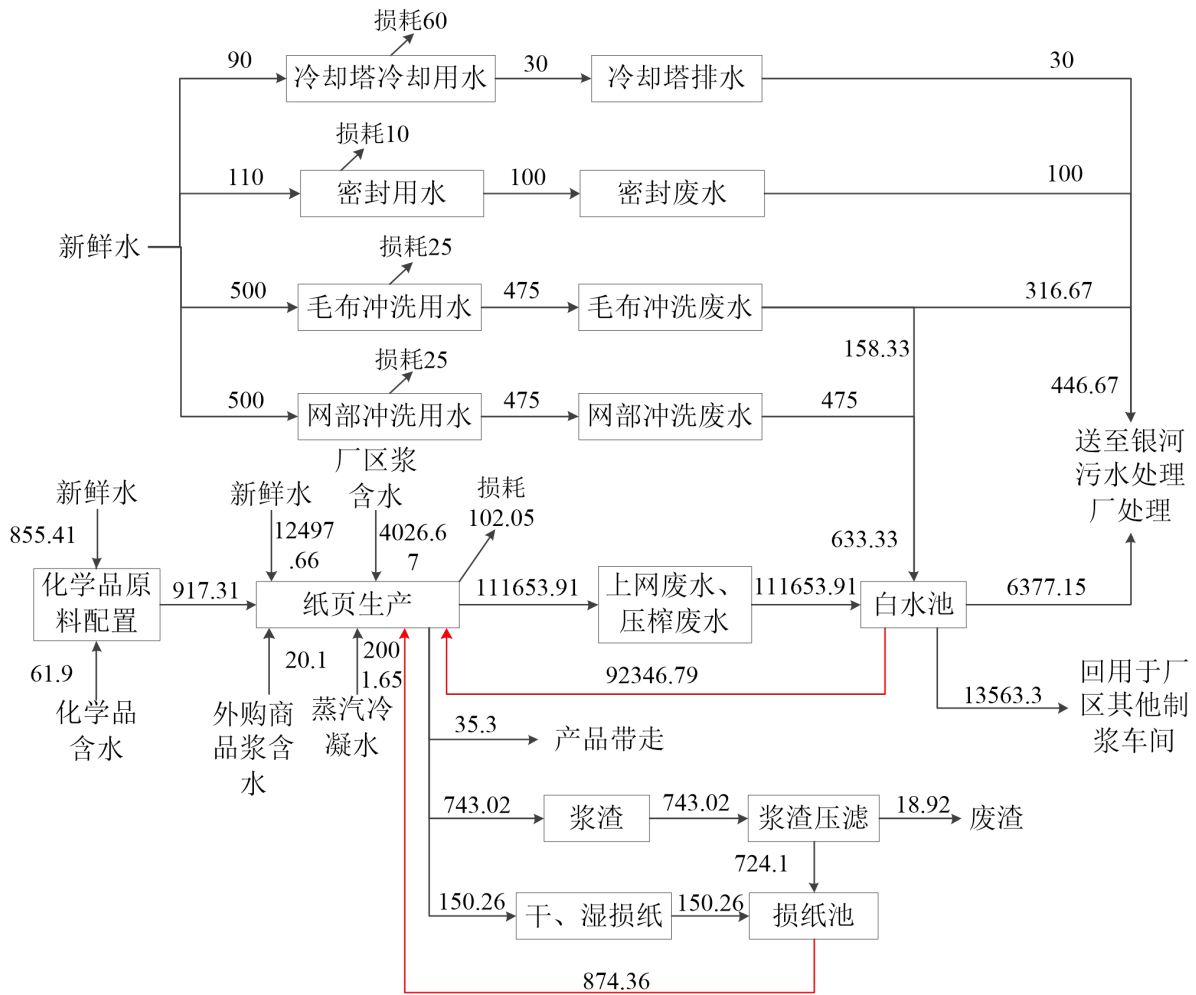 损耗60
90
冷却塔冷却用水
30
冷却塔排水
30
损耗10
110
密封用水
100
密封废水
100
新鲜水
损耗25
500
毛布冲洗用水
475
毛布冲洗废水
316.67
158.33
损耗25
500
网部冲洗用水
475
网部冲洗废水
475
446.67
送至银河
污水处理
厂处理
新鲜水
855.41
新鲜水
12497
.66
厂区浆
含水
4026.6
7
损耗
102.05
633.33
化学品原
料配置
917.31
纸页生产
111653.91
上网废水、
压榨废水
111653.91
白水池
6377.15
61.9
化学品
含水
20.1
外购商
品浆含
水
200
1.65
蒸汽冷
凝水
92346.79
13563.3
回用于厂
区其他制
浆车间
35.3
产品带走
743.02
浆渣
743.02
浆渣压滤
18.92
废渣
724.1
150.26
干、湿损纸
150.26
损纸池
874.36